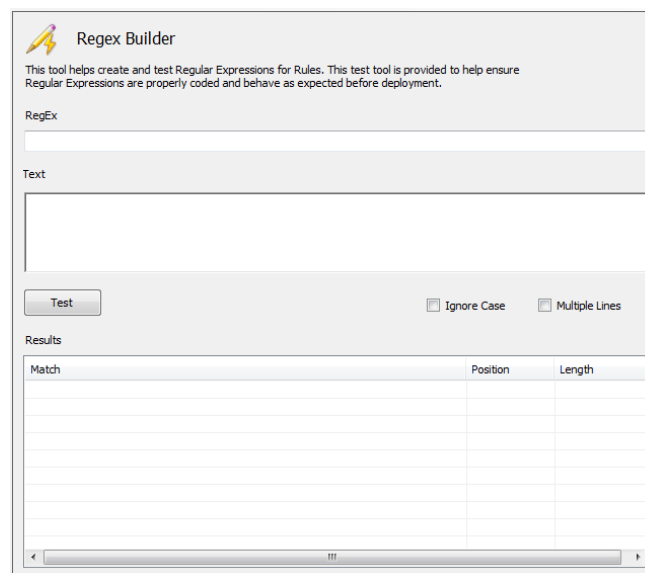 Regex Builder
This tool helps create and test Regular Expressions for Rules. This test tool is provided to help ensure
Regular Expressions are properly coded and behave as expected before deployment.
RegEx
Text
Test
Ignore Case
Multiple Lines
Results
Match Position Length